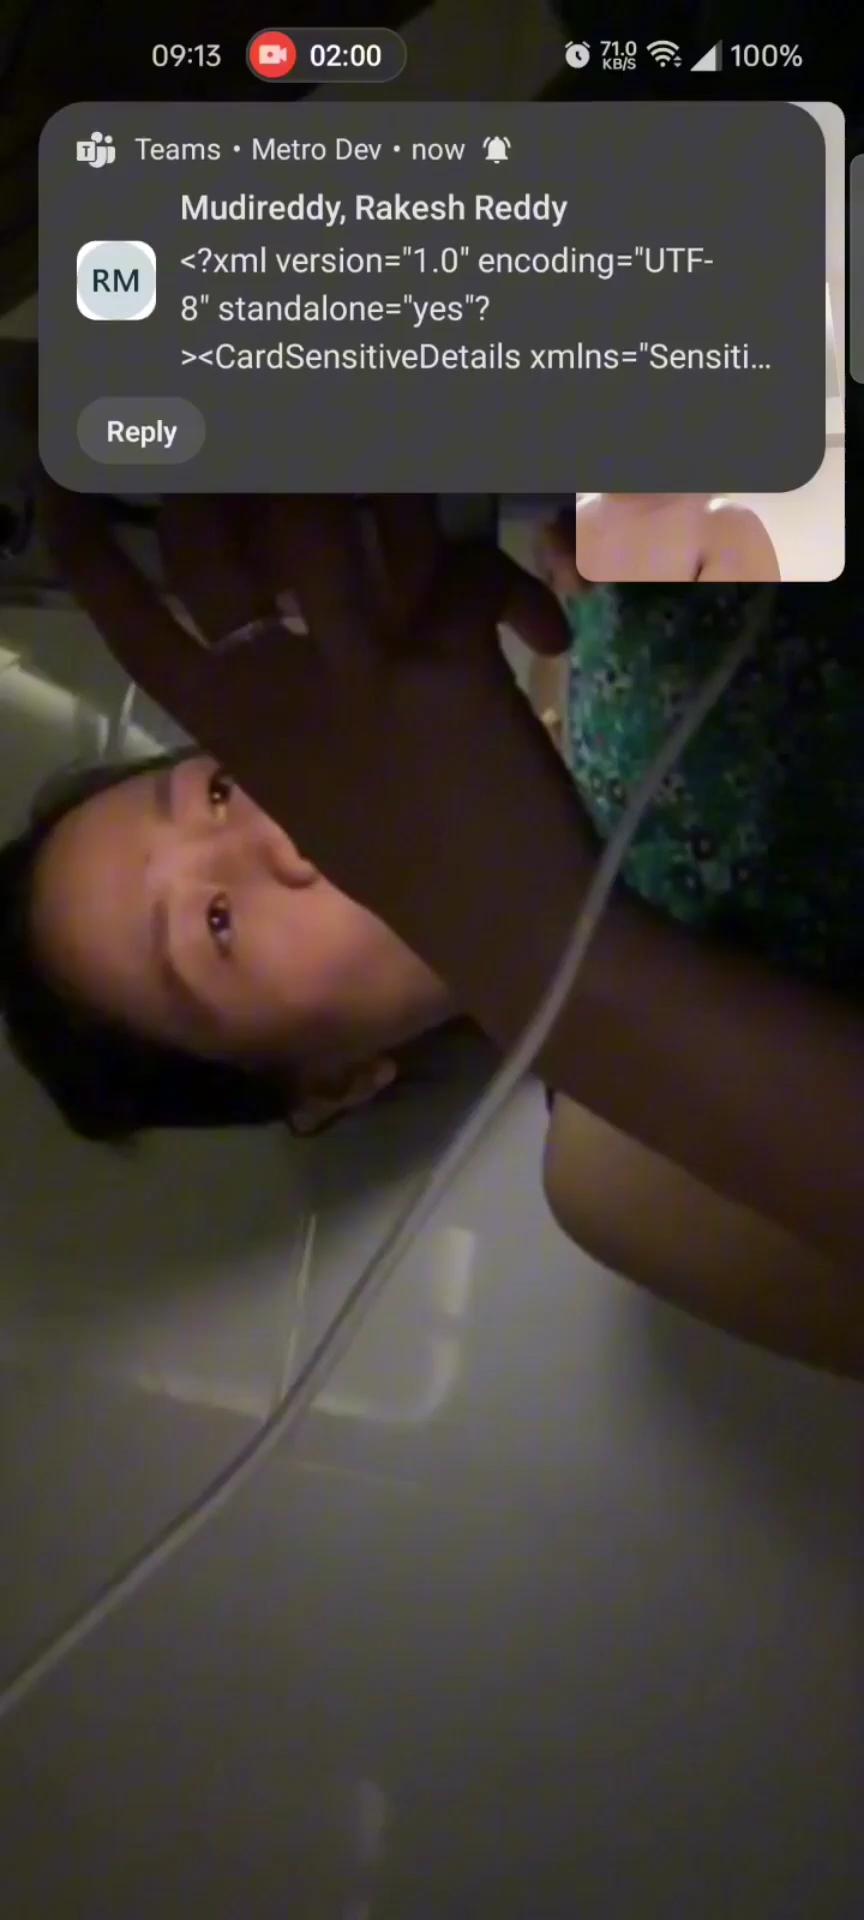 09:13 02:00 71.0 KB/S 100%
Teams • Metro Dev • now
Mudireddy, Rakesh Reddy
RM
<?xml version="1.0" encoding="UTF-
8" standalone="yes"?
><CardSensitiveDetails xmlns="Sensiti…
Reply